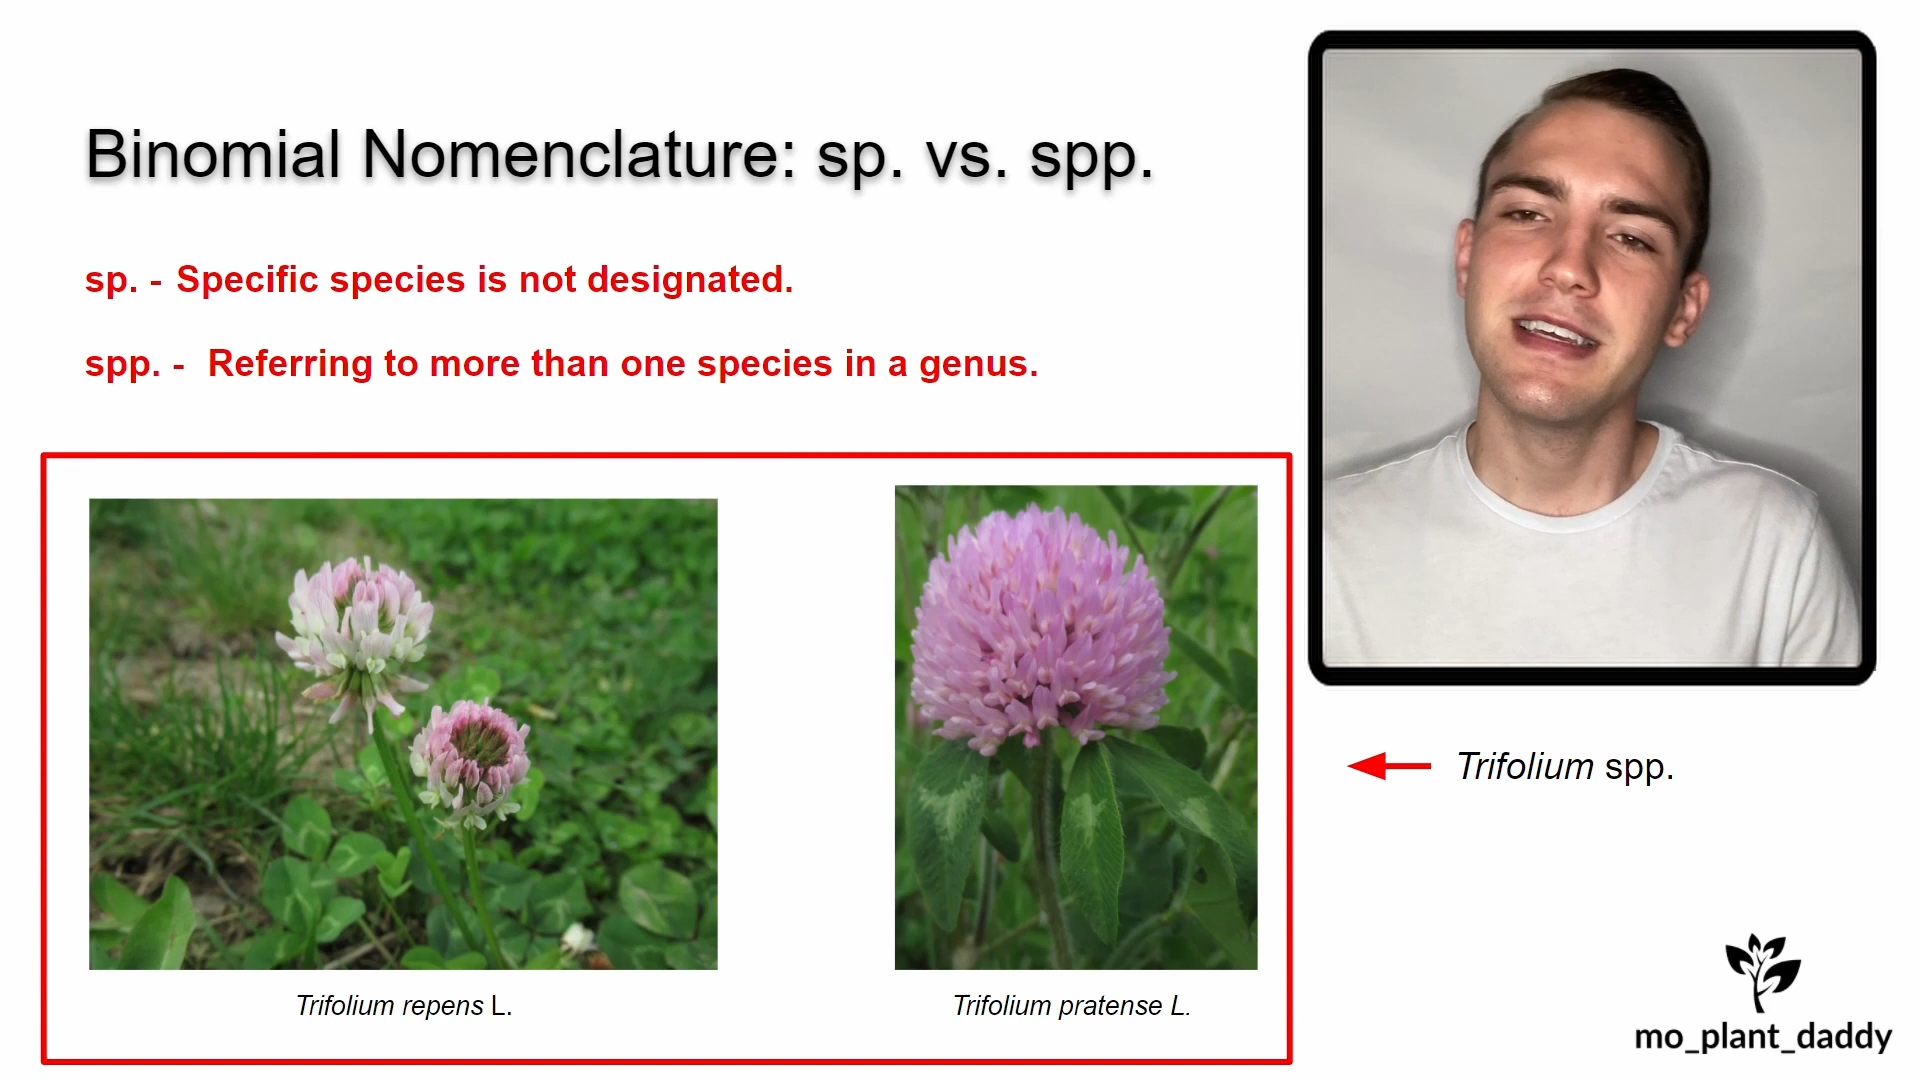 Binomial Nomenclature: sp. vs. spp.
sp. - Specific species is not designated.
spp. - Referring to more than one species in a genus.
Trifolium spp.
Trifolium repens L.
Trifolium pratense L.
mo_plant_daddy